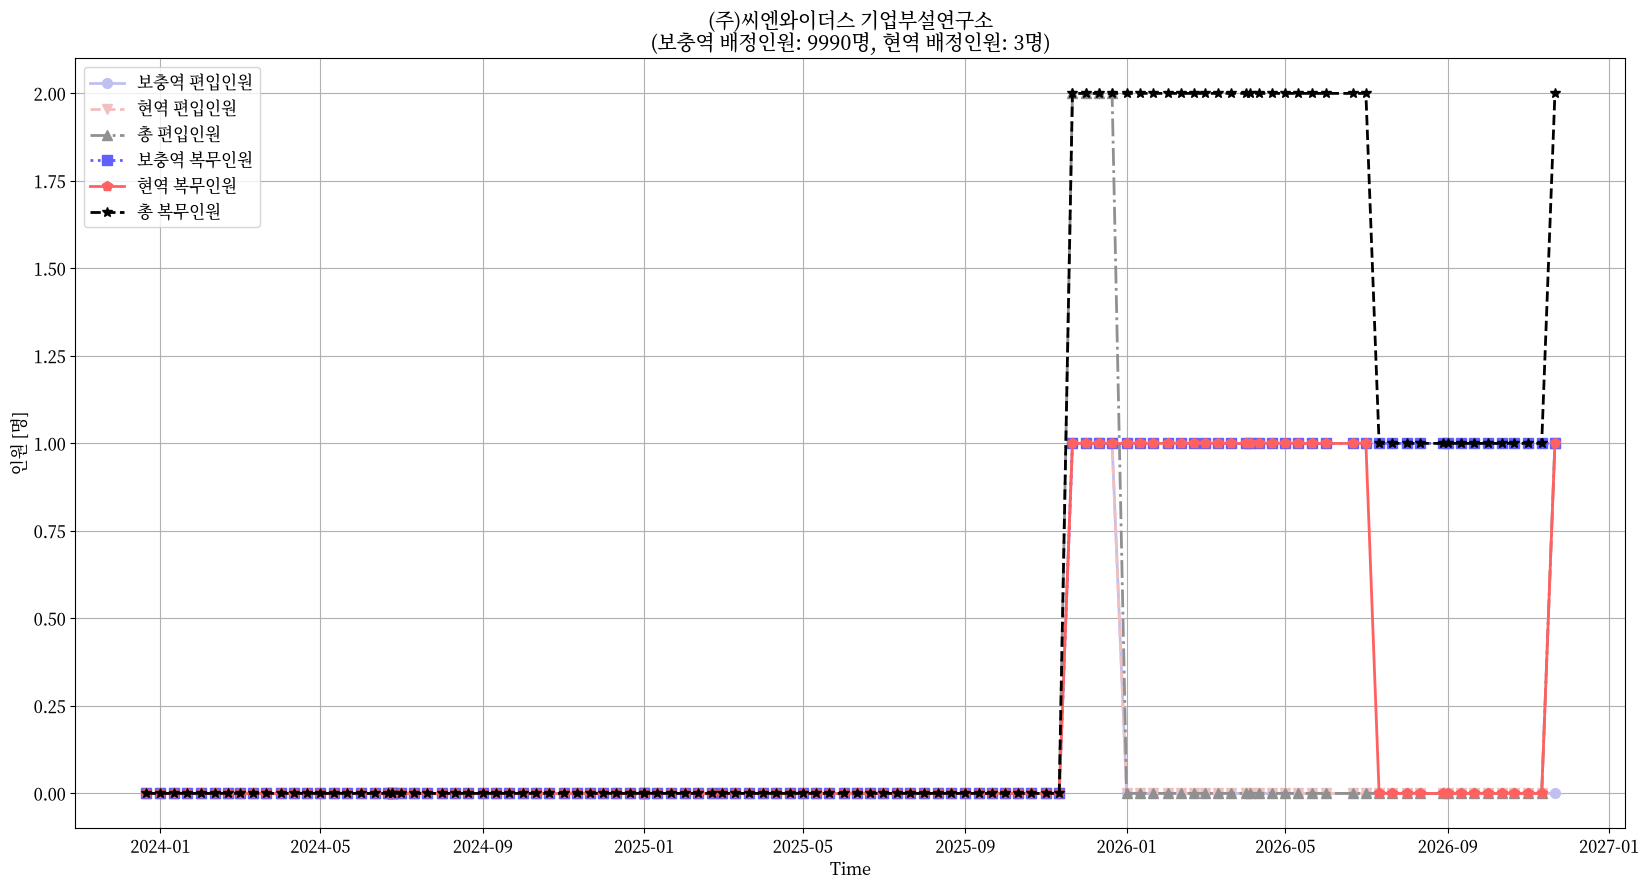 (주)씨엔와이더스 기업부설연구소
(보충역 배정인원: 9990명, 현역 배정인원: 3명)
보충역 편입인원
현역 편입인원
총 편입인원
보충역 복무인원
현역 복무인원
총 복무인원
인원 [명]
2.00
1.75
1.50
1.25
1.00
0.75
0.50
0.25
0.00
2024-01
2024-05
2024-09
2025-01
2025-05
2025-09
2026-01
2026-05
2026-09
2027-01
Time